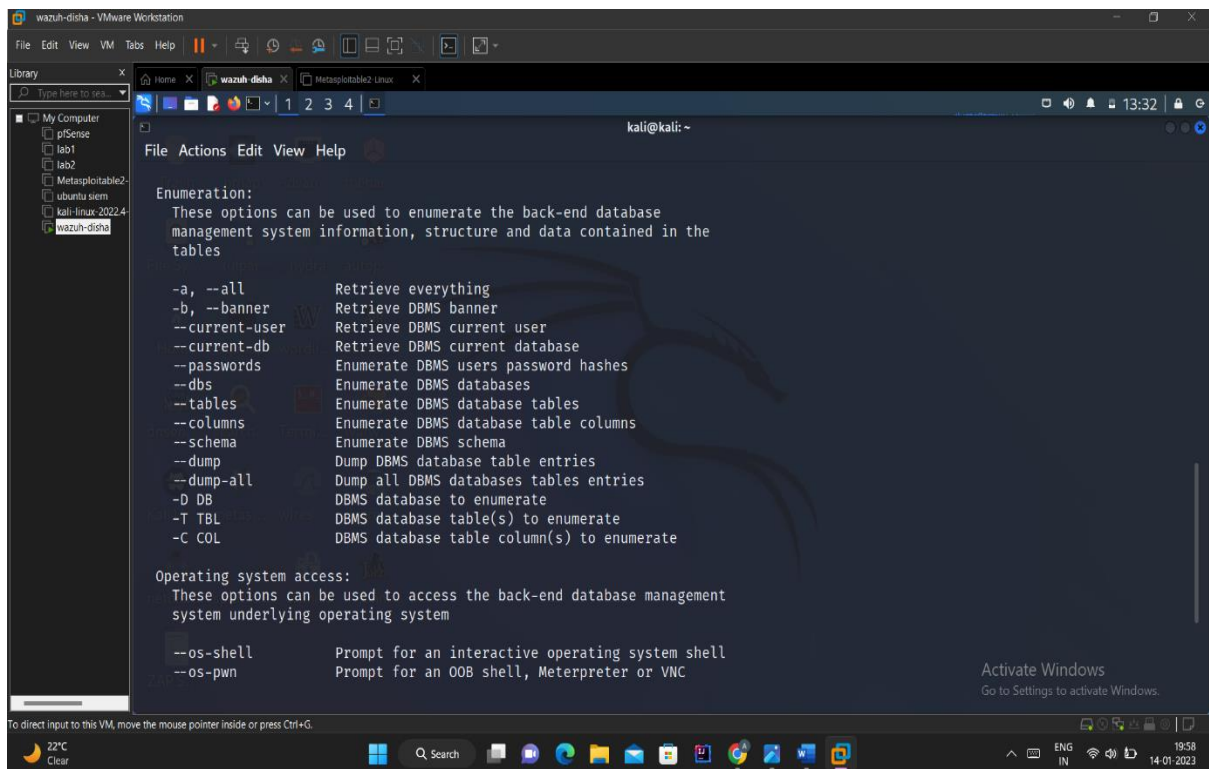 wazuh-disha - VMware Workstation
File Edit View VM Tabs Help
Library X
Type here to sea...
Home X wazuh-disha X Metasploitable2-Linux X
1 2 3 4
13:32
My Computer
pfSense
lab1
lab2
Metasploitable2-
ubuntu siem
kali-linux-2022.4-
wazuh-disha
kali@kali: ~
File Actions Edit View Help
Enumeration:
These options can be used to enumerate the back-end database
management system information, structure and data contained in the
tables
-a, --all Retrieve everything
-b, --banner Retrieve DBMS banner
--current-user Retrieve DBMS current user
--current-db Retrieve DBMS current database
--passwords Enumerate DBMS users password hashes
--dbs Enumerate DBMS databases
--tables Enumerate DBMS database tables
--columns Enumerate DBMS database table columns
--schema Enumerate DBMS schema
--dump Dump DBMS database table entries
--dump-all Dump all DBMS databases tables entries
-D DB DBMS database to enumerate
-T TBL DBMS database table(s) to enumerate
-C COL DBMS database table column(s) to enumerate
Operating system access:
These options can be used to access the back-end database management
system underlying operating system
--os-shell Prompt for an interactive operating system shell
--os-pwn Prompt for an OOB shell, Meterpreter or VNC
Activate Windows
Go to Settings to activate Windows.
To direct input to this VM, move the mouse pointer inside or press Ctrl+G.
22°C
Clear
Search
ENG
IN
19:58
14-01-2023